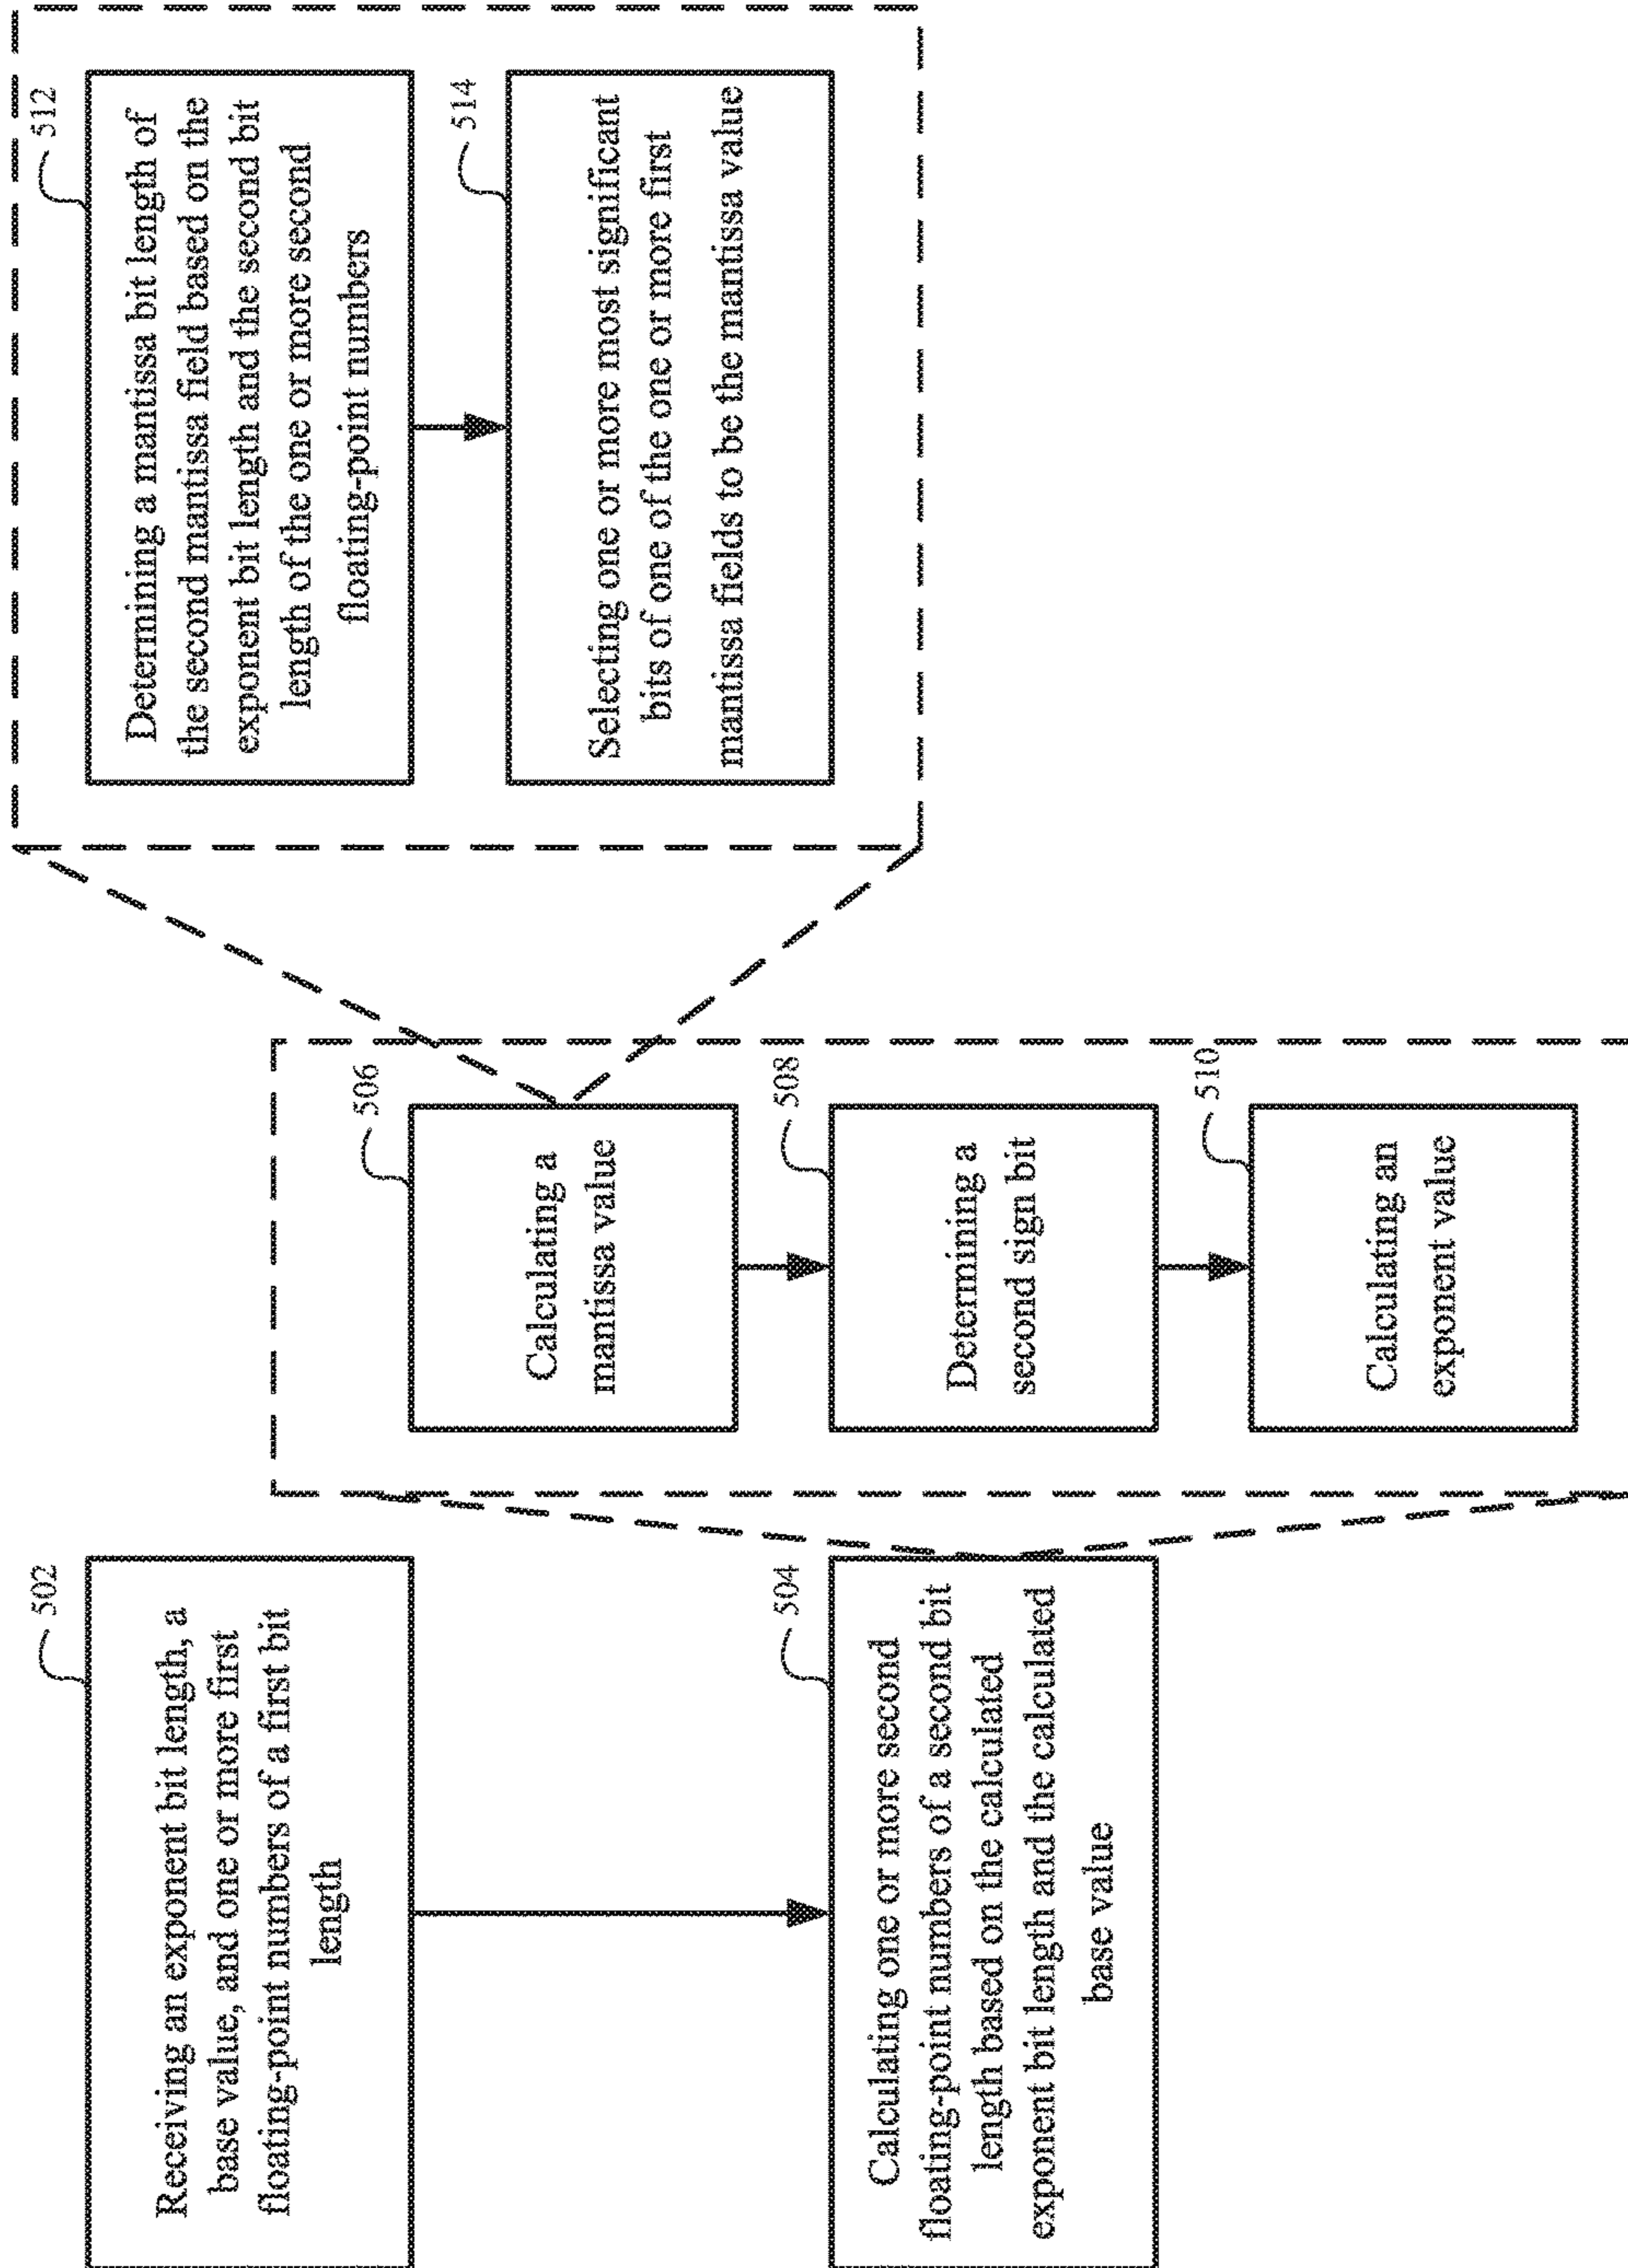 502
Receiving an exponent bit length, a
base value, and one or more first
floating-point numbers of a first bit
length
504
Calculating one or more second
floating-point numbers of a second bit
length based on the calculated
exponent bit length and the calculated
base value
506
Calculating a
mantissa value
508
Determining a
second sign bit
510
Calculating an
exponent value
512
Determining a mantissa bit length of
the second mantissa field based on the
exponent bit length and the second bit
length of the one or more second
floating-point numbers
514
Selecting one or more most significant
bits of one of the one or more first
mantissa fields to be the mantissa value